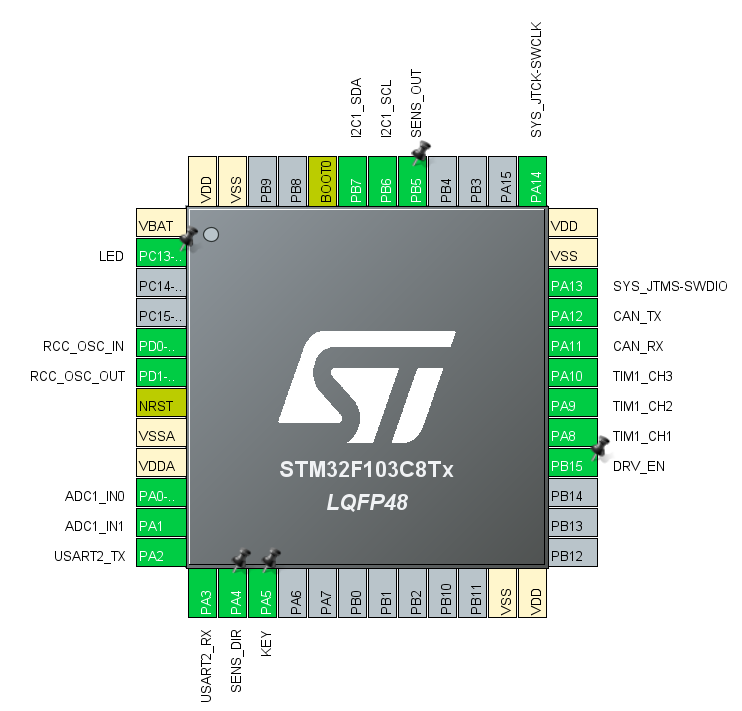 I2C1_SDA
I2C1_SCL
SENS_OUT
SYS_JTCK-SWCLK
VDD
VSS
PB9
PB8
BOOT0
PB7
PB6
PB5
PB4
PB3
PA15
PA14
VBAT
LED PC13-..
PC14-..
PC15-..
RCC_OSC_IN PD0-..
RCC_OSC_OUT PD1-..
NRST
VSSA
VDDA
ADC1_IN0 PA0-..
ADC1_IN1 PA1
USART2_TX PA2
VDD
VSS
PA13 SYS_JTMS-SWDIO
PA12 CAN_TX
PA11 CAN_RX
PA10 TIM1_CH3
PA9 TIM1_CH2
PA8 TIM1_CH1
PB15 DRV_EN
PB14
PB13
PB12
ST
STM32F103C8Tx
LQFP48
PA3
PA4
PA5
PA6
PA7
PB0
PB1
PB2
PB10
PB11
VSS
VDD
USART2_RX
SENS_DIR
KEY